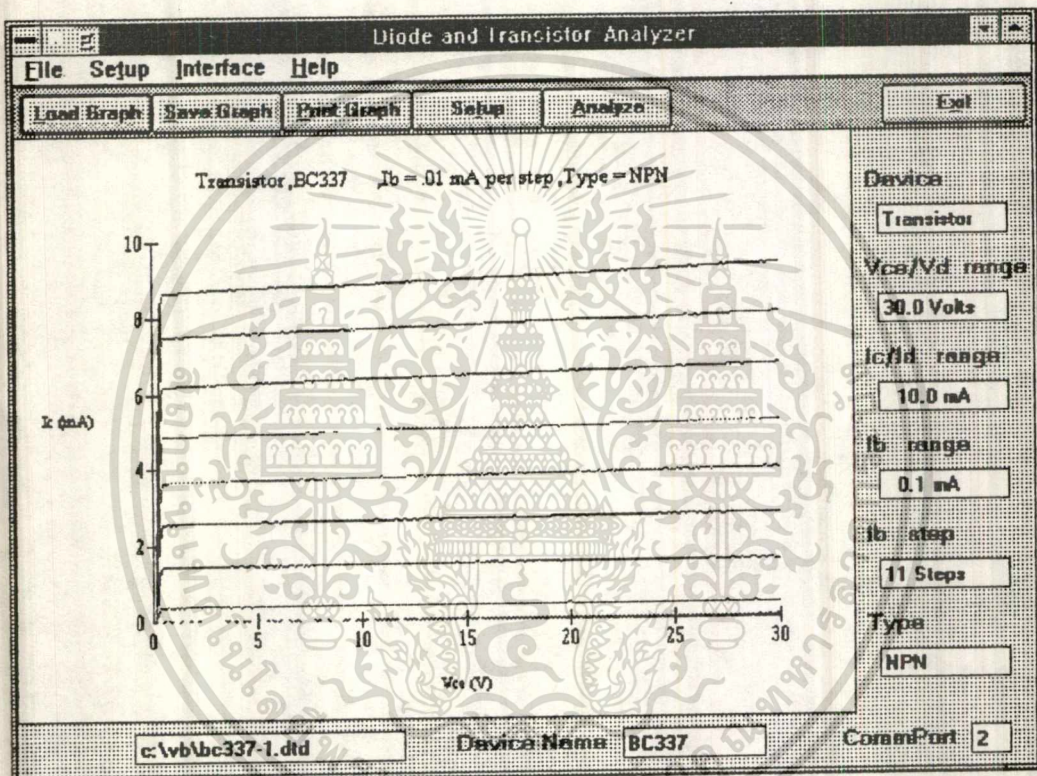 Diode and Transistor Analyzer
File Setup Interface Help
Load Graph Save Graph Print Graph Setup Analyze Exit
Transistor ,BC337 ,Ib = .01 mA per step ,Type = NPN
Device
Transistor
Vce/Vd range
30.0 Volts
Ic/Id range
10.0 mA
Ib range
0.1 mA
Ib step
11 Steps
Type
NPN
10
8
6
Ic (mA)
4
2
0
0 5 10 15 20 25 30
Vce (V)
c:\vb\bc337-1.dtd Device Name BC337 CommPort 2